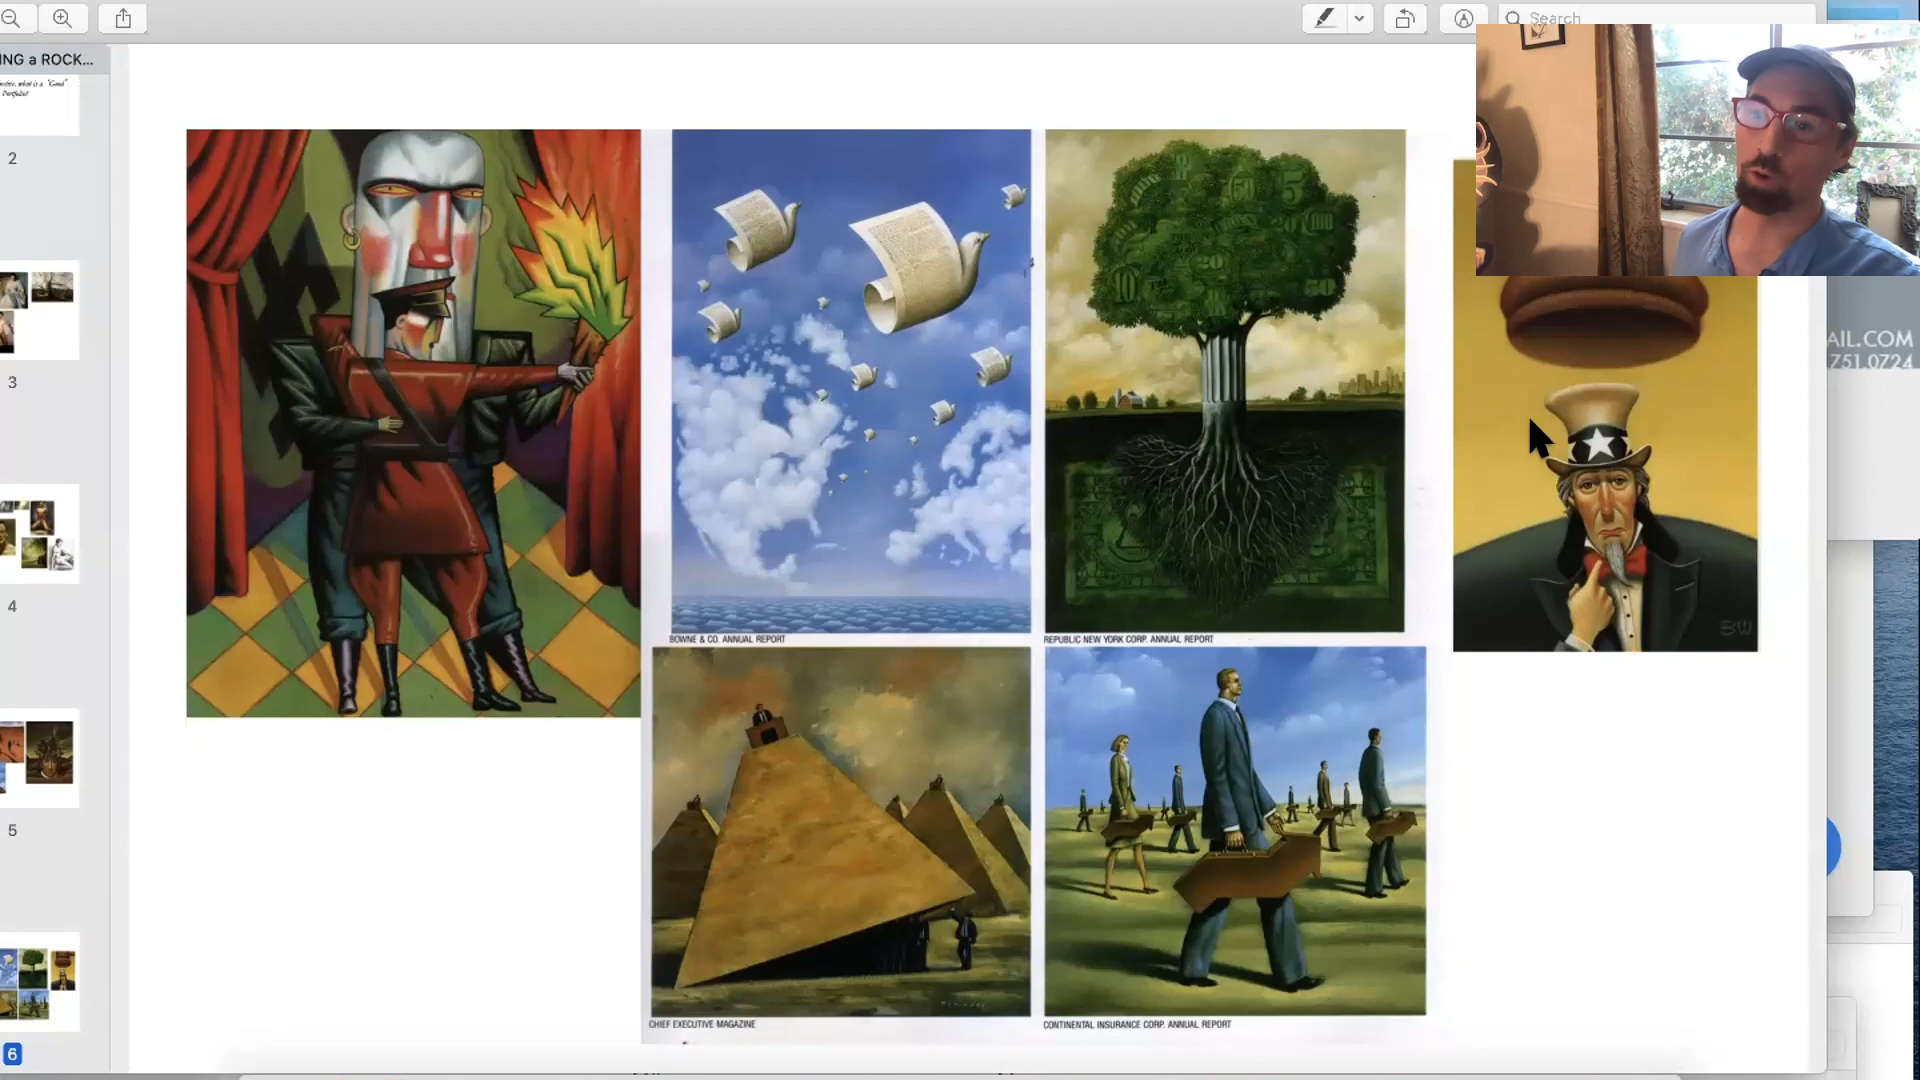 Search
ING a ROCK...
2
3
4
5
6
BOWNE & CO. ANNUAL REPORT
REPUBLIC NEW YORK CORP. ANNUAL REPORT
CHIEF EXECUTIVE MAGAZINE
CONTINENTAL INSURANCE CORP. ANNUAL REPORT
BW
AIL.COM
751.0724